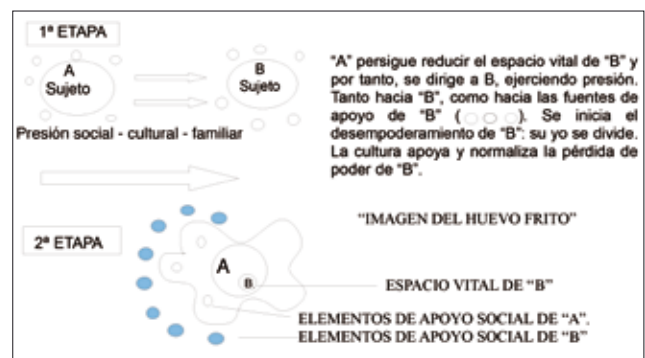 1ª ETAPA
A
Sujeto
B
Sujeto
Presión social - cultural - familiar
"A" persigue reducir el espacio vital de "B" y
por tanto, se dirige a B, ejerciendo presión.
Tanto hacia "B", como hacia las fuentes de
apoyo de "B" ( ). Se inicia el
desempoderamiento de "B": su yo se divide.
La cultura apoya y normaliza la pérdida de
poder de "B".
2ª ETAPA
"IMAGEN DEL HUEVO FRITO"
A
B
ESPACIO VITAL DE "B"
ELEMENTOS DE APOYO SOCIAL DE "A".
ELEMENTOS DE APOYO SOCIAL DE "B"